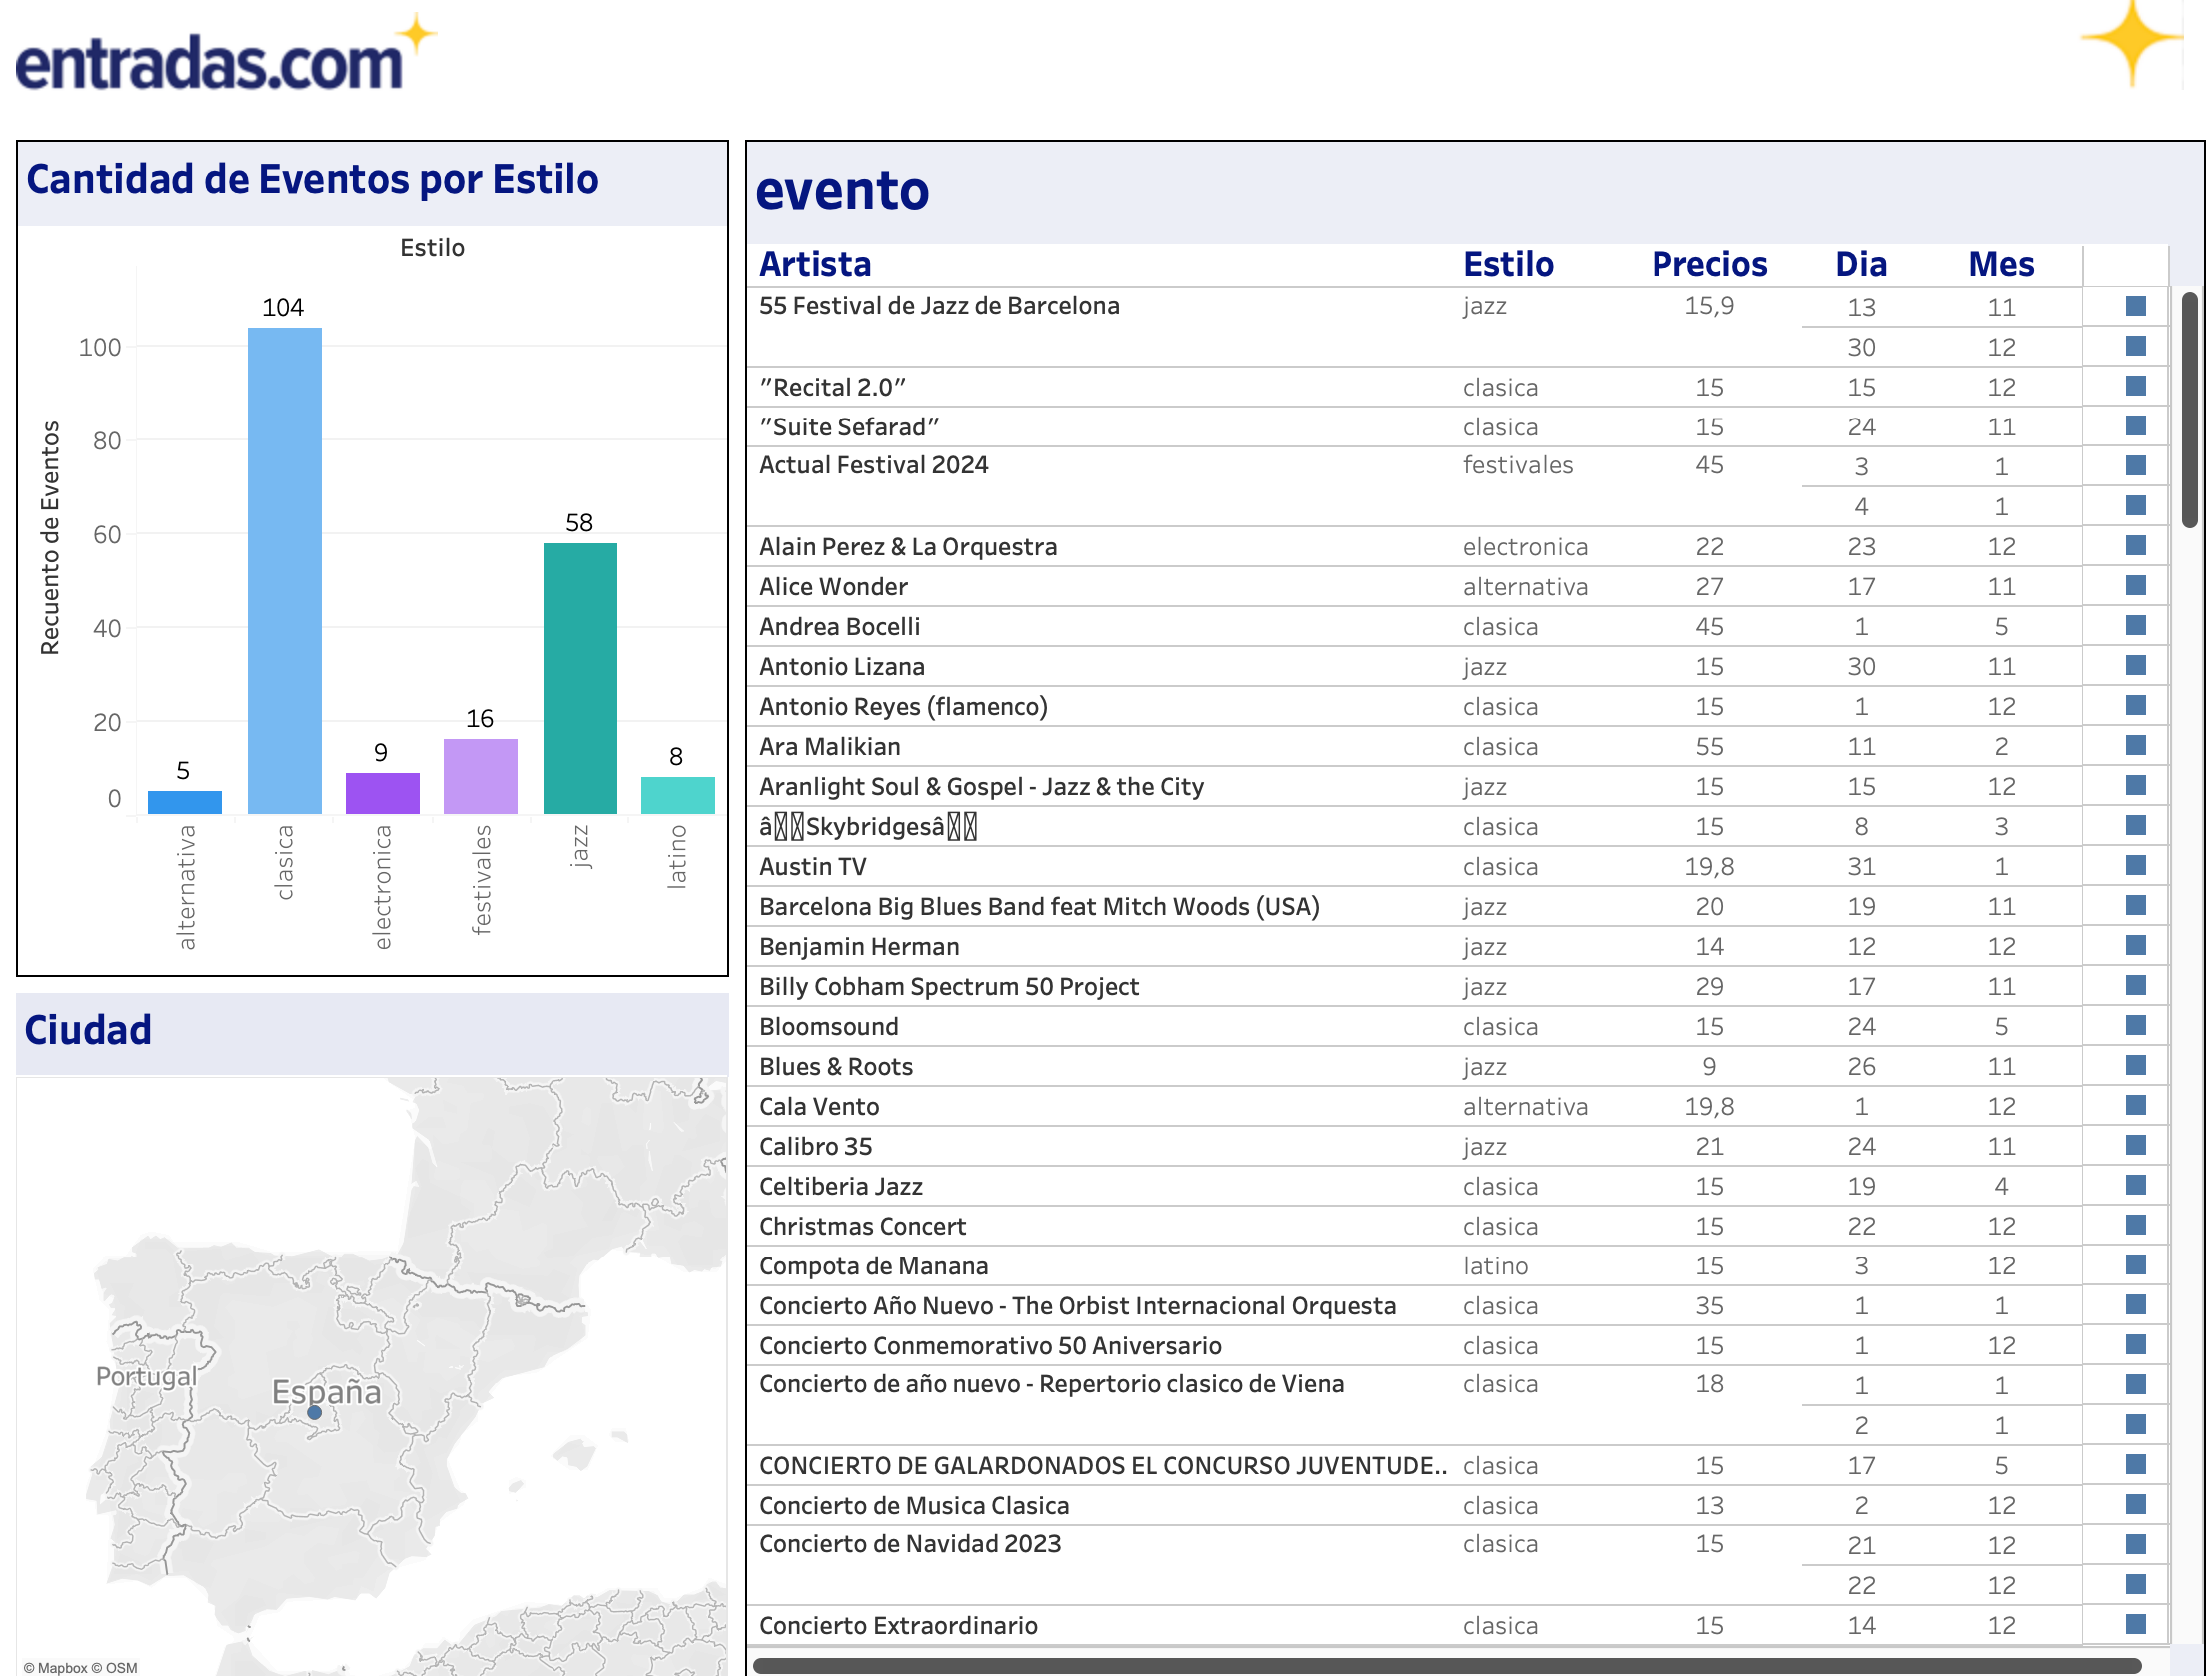 entradas.com
Cantidad de Eventos por Estilo
Estilo
Recuento de Eventos
100
80
60
40
20
0
5
104
9
16
58
8
alternativa
clasica
electronica
festivales
jazz
latino
Ciudad
Portugal
España
© Mapbox © OSM
evento
Artista Estilo Precios Dia Mes
55 Festival de Jazz de Barcelona jazz 15,9 13 11
30 12
"Recital 2.0" clasica 15 15 12
"Suite Sefarad" clasica 15 24 11
Actual Festival 2024 festivales 45 3 1
4 1
Alain Perez & La Orquestra electronica 22 23 12
Alice Wonder alternativa 27 17 11
Andrea Bocelli clasica 45 1 5
Antonio Lizana jazz 15 30 11
Antonio Reyes (flamenco) clasica 15 1 12
Ara Malikian clasica 55 11 2
Aranlight Soul & Gospel - Jazz & the City jazz 15 15 12
âSkybridgesâ clasica 15 8 3
Austin TV clasica 19,8 31 1
Barcelona Big Blues Band feat Mitch Woods (USA) jazz 20 19 11
Benjamin Herman jazz 14 12 12
Billy Cobham Spectrum 50 Project jazz 29 17 11
Bloomsound clasica 15 24 5
Blues & Roots jazz 9 26 11
Cala Vento alternativa 19,8 1 12
Calibro 35 jazz 21 24 11
Celtiberia Jazz clasica 15 19 4
Christmas Concert clasica 15 22 12
Compota de Manana latino 15 3 12
Concierto Año Nuevo - The Orbist Internacional Orquesta clasica 35 1 1
Concierto Conmemorativo 50 Aniversario clasica 15 1 12
Concierto de año nuevo - Repertorio clasico de Viena clasica 18 1 1
2 1
CONCIERTO DE GALARDONADOS EL CONCURSO JUVENTUDE.. clasica 15 17 5
Concierto de Musica Clasica clasica 13 2 12
Concierto de Navidad 2023 clasica 15 21 12
22 12
Concierto Extraordinario clasica 15 14 12